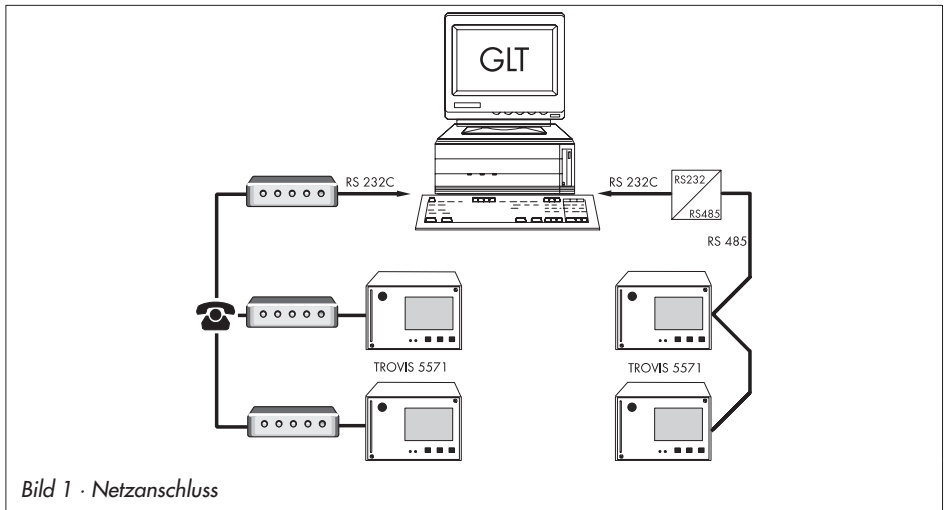 GLT
RS 232C
RS 232C
RS232
RS485
RS 485
TROVIS 5571
TROVIS 5571
Bild 1 · Netzanschluss